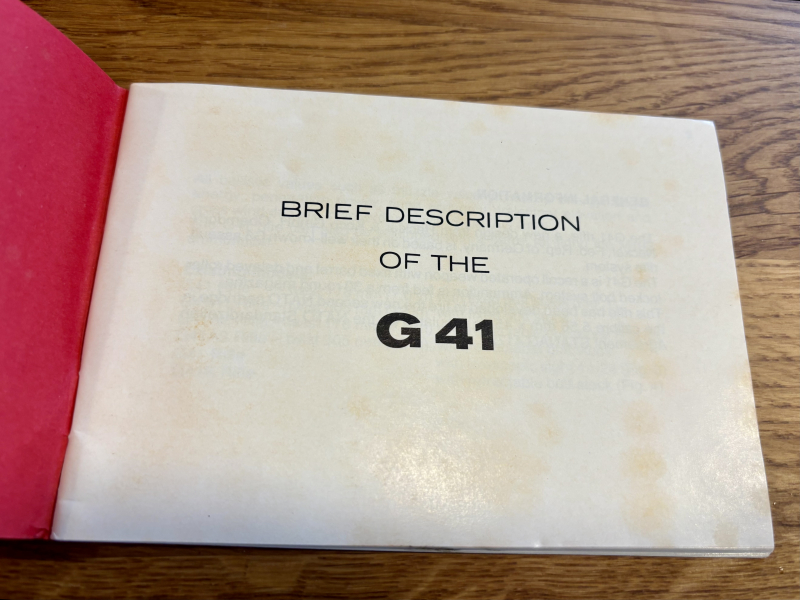 BRIEF DESCRIPTION
OF THE
G 41